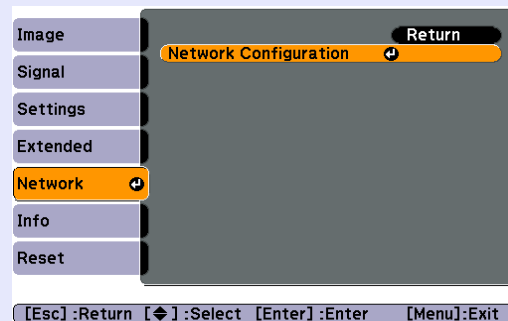 Image
Signal
Settings
Extended
Network
Info
Reset
Return
Network Configuration
[Esc] :Return [◆] :Select [Enter] :Enter [Menu]:Exit